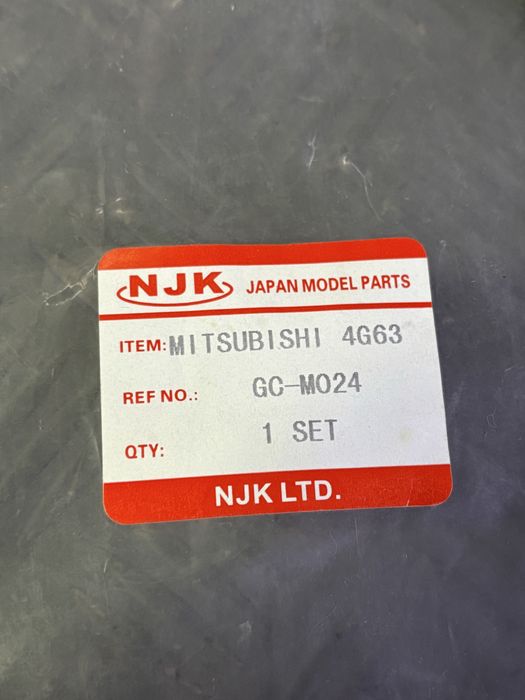 NJK JAPAN MODEL PARTS
ITEM: MITSUBISHI 4G63
REF NO.: GC-M024
QTY: 1 SET
NJK LTD.